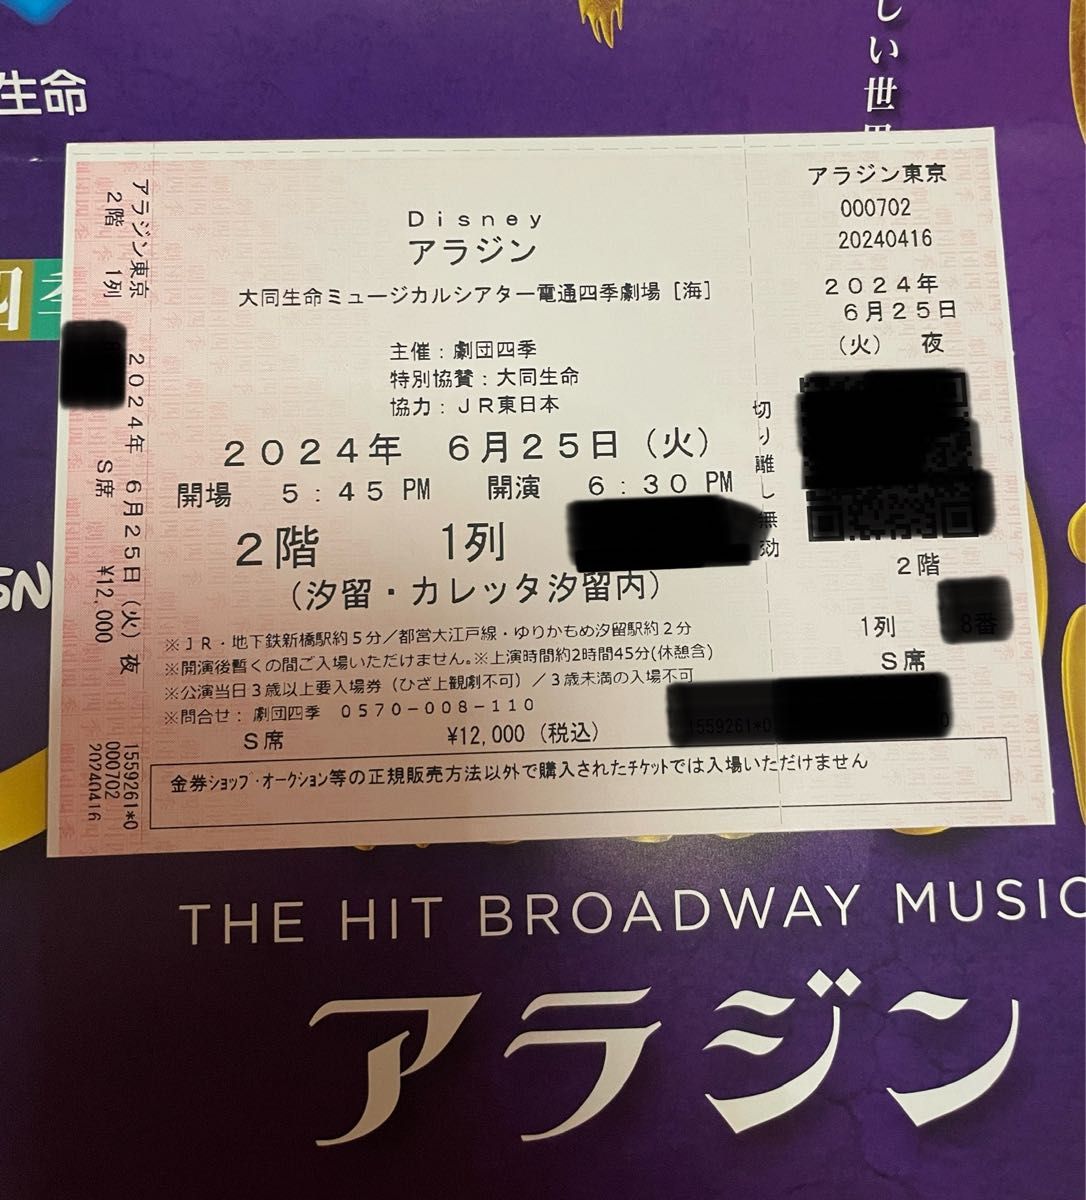 生命
しい世界
四季
アラジン東京
2階 1列
2024年 6月25日(火) 夜
S席 ¥12,000
1559261*0
000702
20240416
Disney
アラジン
大同生命ミュージカルシアター電通四季劇場[海]
主催:劇団四季
特別協賛:大同生命
協力:JR東日本
2024年 6月25日(火)
開場 5:45 PM 開演 6:30 PM
2階 1列
(汐留・カレッタ汐留内)
※JR・地下鉄新橋駅約5分/都営大江戸線・ゆりかもめ汐留駅約2分
※開演後暫くの間ご入場いただけません。※上演時間約2時間45分(休憩含)
※公演当日3歳以上要入場券(ひざ上観劇不可)/3歳未満の入場不可
※問合せ: 劇団四季 0570-008-110
S席 ¥12,000(税込)
金券ショップ・オークション等の正規販売方法以外で購入されたチケットでは入場いただけません
切り離し無効
アラジン東京
000702
20240416
2024年
6月25日
(火) 夜
2階
1列
S席
THE HIT BROADWAY MUSIC
アラジン